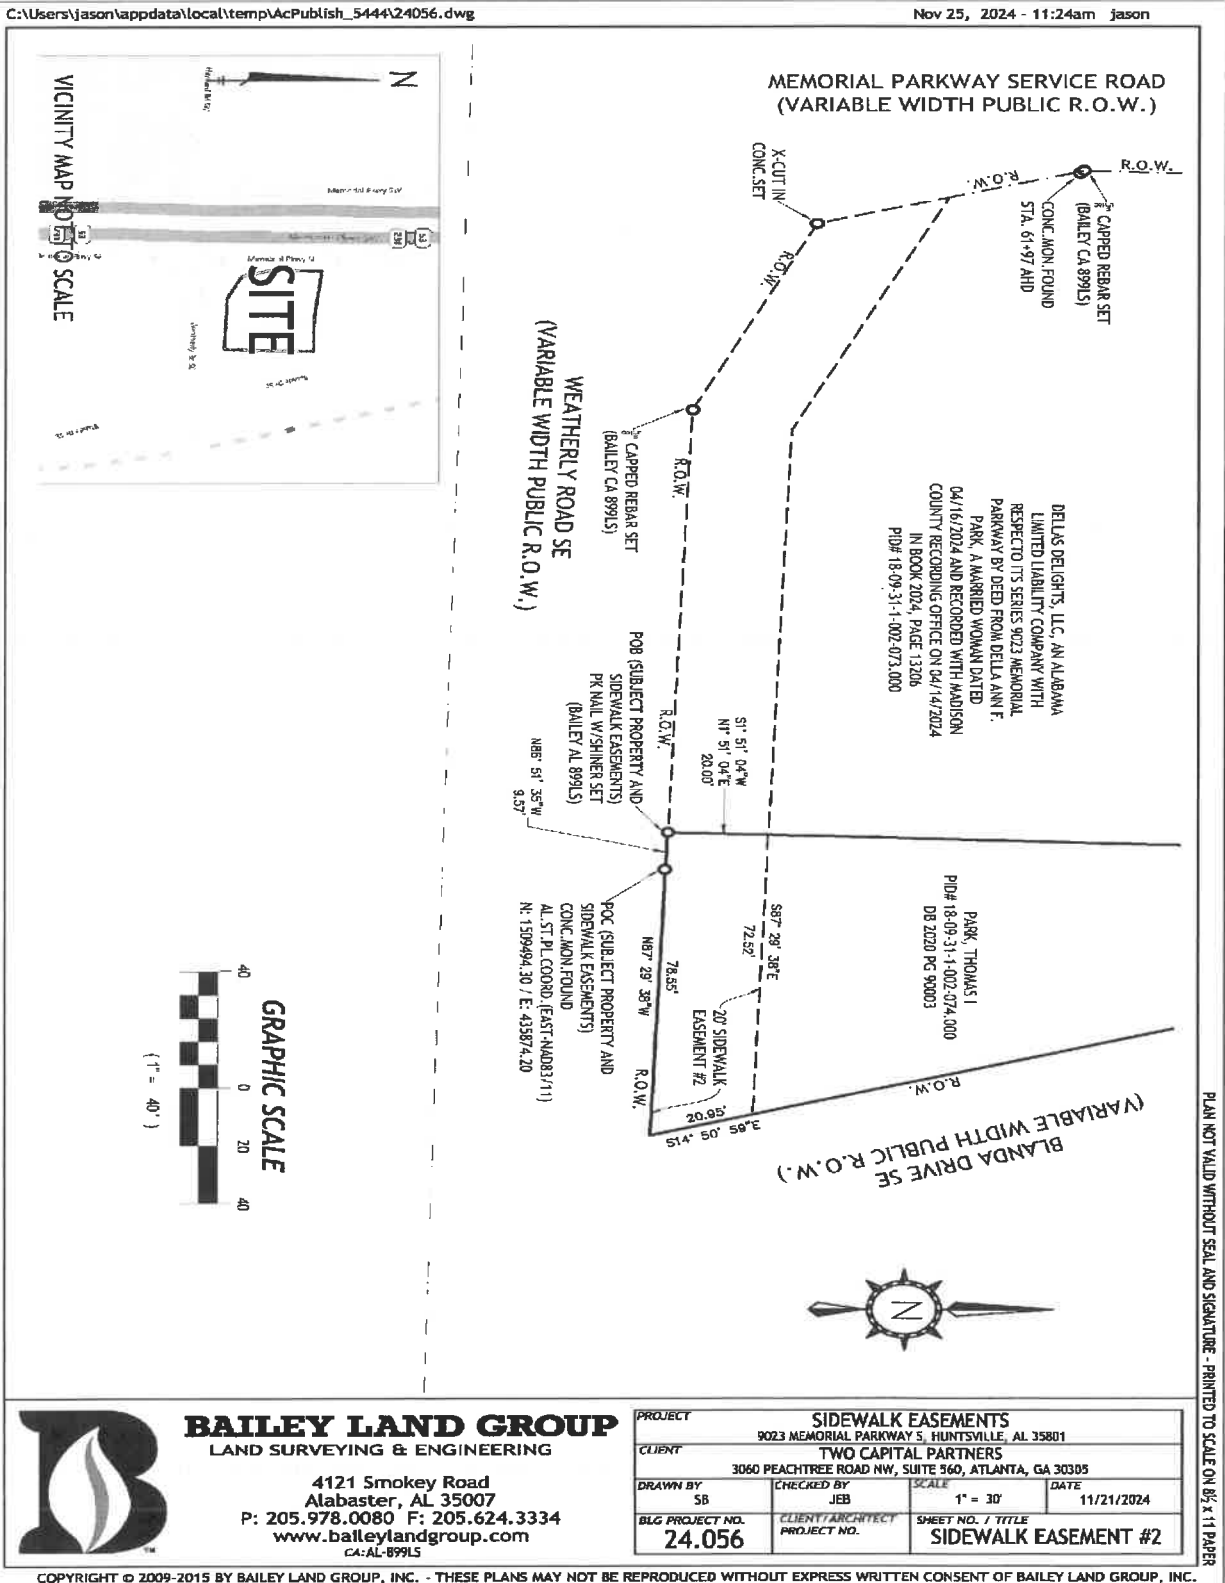 C:\Users\jason\appdata\local\temp\AcPublish_5444\24056.dwg
Nov 25, 2024 - 11:24am jason
MEMORIAL PARKWAY SERVICE ROAD
(VARIABLE WIDTH PUBLIC R.O.W.)
R.O.W.
R.O.W.
CAPPED REBAR SET
(BAILEY CA 899LS)
CONC.MON.FOUND
STA. 61+97 AHD
X-CUT IN
CONC.SET
R.O.W.
N
Memorial Pkwy SW
VICINITY MAP NOT TO SCALE
SITE
WEATHERLY ROAD SE
(VARIABLE WIDTH PUBLIC R.O.W.)
CAPPED REBAR SET
(BAILEY CA 899LS)
R.O.W.
DELLAS DELIGHTS, LLC, AN ALABAMA
LIMITED LIABILITY COMPANY WITH
RESPECTO ITS SERIES 9023 MEMORIAL
PARKWAY BY DEED FROM DELLA ANN F.
PARK, A MARRIED WOMAN DATED
04/16/2024 AND RECORDED WITH MADISON
COUNTY RECORDING OFFICE ON 04/14/2024
IN BOOK 2024, PAGE 13206
PID# 18-09-31-1-002-073.000
POB (SUBJECT PROPERTY AND
SIDEWALK EASEMENTS)
PK NAIL W/SHINER SET
(BAILEY AL 899LS)
R.O.W.
S1° 51' 04"W
N1° 51' 04"E
20.00'
N86° 51' 35"W
9.57'
POC (SUBJECT PROPERTY AND
SIDEWALK EASEMENTS)
CONC.MON.FOUND
AL.ST.PL.COORD.(EAST-NAD83/11)
N: 1509494.30 / E: 435874.20
N87° 29' 38"W
78.55'
R.O.W.
S87° 29' 38"E
72.52'
20' SIDEWALK
EASEMENT #2
PARK, THOMAS I
PID# 18-09-31-1-002-074.000
DB 2020 PG 90003
20.95'
S14° 50' 59"E
R.O.W.
BLANDA DRIVE SE
(VARIABLE WIDTH PUBLIC R.O.W.)
GRAPHIC SCALE
40 0 20 40
(1" = 40')
N
PLAN NOT VALID WITHOUT SEAL AND SIGNATURE - PRINTED TO SCALE ON 8½ x 11 PAPER
BAILEY LAND GROUP
LAND SURVEYING & ENGINEERING
4121 Smokey Road
Alabaster, AL 35007
P: 205.978.0080 F: 205.624.3334
www.baileylandgroup.com
CA:AL-899LS
PROJECT
SIDEWALK EASEMENTS
9023 MEMORIAL PARKWAY S, HUNTSVILLE, AL 35801
CLIENT
TWO CAPITAL PARTNERS
3060 PEACHTREE ROAD NW, SUITE 560, ATLANTA, GA 30305
DRAWN BY
SB
CHECKED BY
JEB
SCALE
1" = 30'
DATE
11/21/2024
BLG PROJECT NO.
24.056
CLIENT/ARCHITECT
PROJECT NO.
SHEET NO. / TITLE
SIDEWALK EASEMENT #2
COPYRIGHT © 2009-2015 BY BAILEY LAND GROUP, INC. - THESE PLANS MAY NOT BE REPRODUCED WITHOUT EXPRESS WRITTEN CONSENT OF BAILEY LAND GROUP, INC.